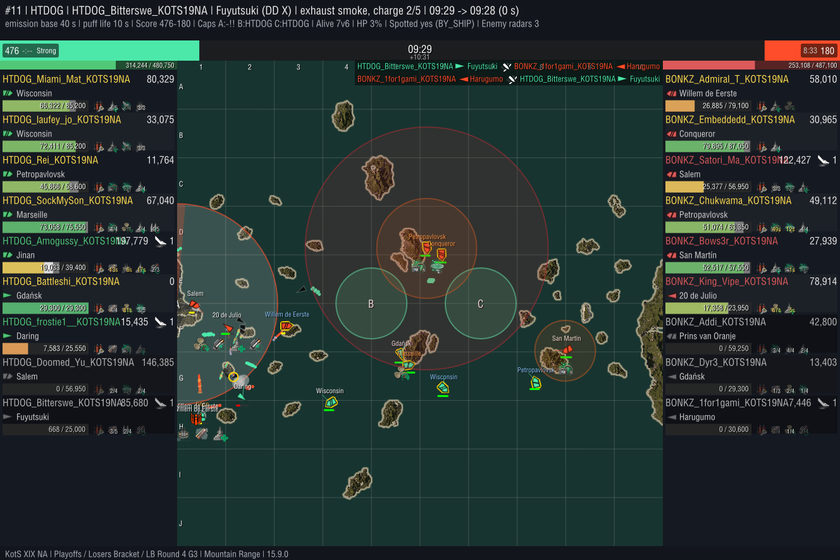 #11 | HTDOG | HTDOG_Bitterswe_KOTS19NA | Fuyutsuki (DD X) | exhaust smoke, charge 2/5 | 09:29 -> 09:28 (0 s)
emission base 40 s | puff life 10 s | Score 476-180 | Caps A:-!! B:HTDOG C:HTDOG | Alive 7v6 | HP 3% | Spotted yes (BY_SHIP) | Enemy radars 3
476 -:-- Strong
09:29
+10:31
8:33 180
314,244 / 480,750
253,108 / 487,100
HTDOG_Bitterswe_KOTS19NA Fuyutsuki BONKZ_1for1gami_KOTS19NA Harugumo
BONKZ_1for1gami_KOTS19NA Harugumo HTDOG_Bitterswe_KOTS19NA Fuyutsuki
HTDOG_Miami_Mat_KOTS19NA 80,329
Wisconsin
HTDOG_laufey_jo_KOTS19NA 33,075
Wisconsin
72,411 / 85,200
HTDOG_Rei_KOTS19NA 11,764
Petropavlovsk
HTDOG_SockMySon_KOTS19NA 67,040
Marseille
HTDOG_Amogussy_KOTS19NA 1
Jinan
HTDOG_Battleshi_KOTS19NA 0
Gdańsk
HTDOG_frostie1__KOTS19NA 15,435 1
Daring
7,583 / 25,550
HTDOG_Doomed_Yu_KOTS19NA 146,385
Salem
0 / 56,950
HTDOG_Bitterswe_KOTS19NA 85,680 1
Fuyutsuki
668 / 25,000
1 2 3 4
A
B
C
D
E
F
G
H
I
J
Petropavlovsk
Conqueror
B
C
Salem
20 de Julio
Willem de Eerste
Gdańsk
San Martin
Wisconsin
Wisconsin
Petropavlovsk
BONKZ_Admiral_T_KOTS19NA 58,010
Willem de Eerste
26,885 / 79,100
BONKZ_Embeddedd_KOTS19NA 30,965
Conqueror
BONKZ_Satori_Ma_KOTS19NA 122,427 1
Salem
25,377 / 56,950
BONKZ_Chukwama_KOTS19NA 49,112
Petropavlovsk
BONKZ_Bows3r_KOTS19NA 27,939
San Martin
BONKZ_King_Vipe_KOTS19NA 78,914
20 de Julio
BONKZ_Addi_KOTS19NA 42,800
Prins van Oranje
0 / 59,250
BONKZ_Dyr3_KOTS19NA 13,403
Gdańsk
0 / 29,300
BONKZ_1for1gami_KOTS19NA 7,446 1
Harugumo
0 / 30,600
KotS XIX NA | Playoffs / Losers Bracket / LB Round 4 G3 | Mountain Range | 15.9.0